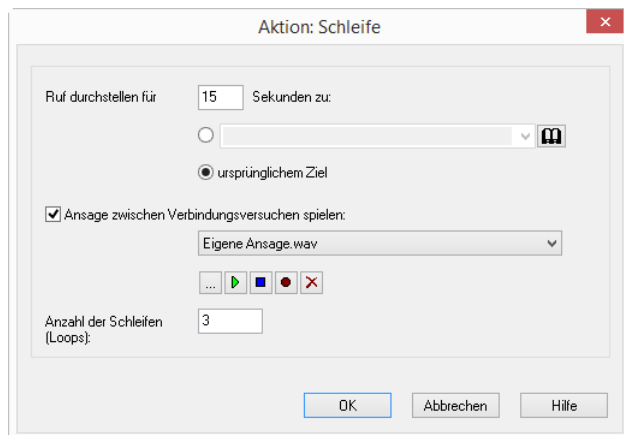 Aktion: Schleife
Ruf durchstellen für 15 Sekunden zu:
ursprünglichem Ziel
Ansage zwischen Verbindungsversuchen spielen:
Eigene Ansage.wav
...
Anzahl der Schleifen 3
(Loops):
OK Abbrechen Hilfe